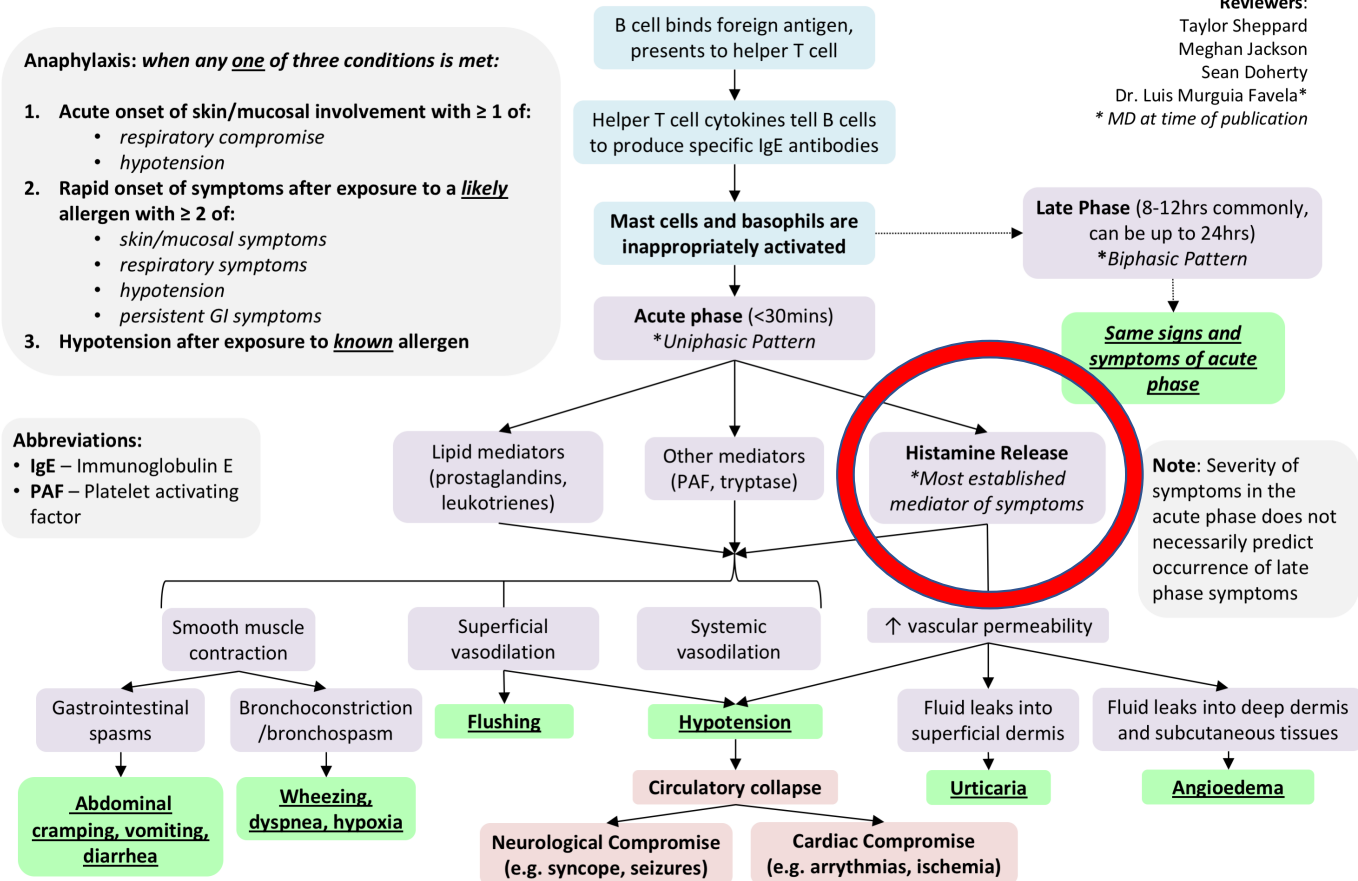 Reviewers:
Taylor Sheppard
Meghan Jackson
Sean Doherty
Dr. Luis Murguia Favela*
* MD at time of publication
Anaphylaxis: when any one of three conditions is met:
1. Acute onset of skin/mucosal involvement with ≥ 1 of:
• respiratory compromise
• hypotension
2. Rapid onset of symptoms after exposure to a likely
allergen with ≥ 2 of:
• skin/mucosal symptoms
• respiratory symptoms
• hypotension
• persistent GI symptoms
3. Hypotension after exposure to known allergen
Abbreviations:
• IgE – Immunoglobulin E
• PAF – Platelet activating
factor
B cell binds foreign antigen,
presents to helper T cell
Helper T cell cytokines tell B cells
to produce specific IgE antibodies
Mast cells and basophils are
inappropriately activated
Late Phase (8-12hrs commonly,
can be up to 24hrs)
*Biphasic Pattern
Same signs and
symptoms of acute
phase
Acute phase (<30mins)
*Uniphasic Pattern
Lipid mediators
(prostaglandins,
leukotrienes)
Other mediators
(PAF, tryptase)
Histamine Release
*Most established
mediator of symptoms
Note: Severity of
symptoms in the
acute phase does not
necessarily predict
occurrence of late
phase symptoms
Smooth muscle
contraction
Superficial
vasodilation
Systemic
vasodilation
↑ vascular permeability
Gastrointestinal
spasms
Bronchoconstriction
/bronchospasm
Flushing
Hypotension
Fluid leaks into
superficial dermis
Fluid leaks into deep dermis
and subcutaneous tissues
Abdominal
cramping, vomiting,
diarrhea
Wheezing,
dyspnea, hypoxia
Circulatory collapse
Urticaria
Angioedema
Neurological Compromise
(e.g. syncope, seizures)
Cardiac Compromise
(e.g. arrythmias, ischemia)